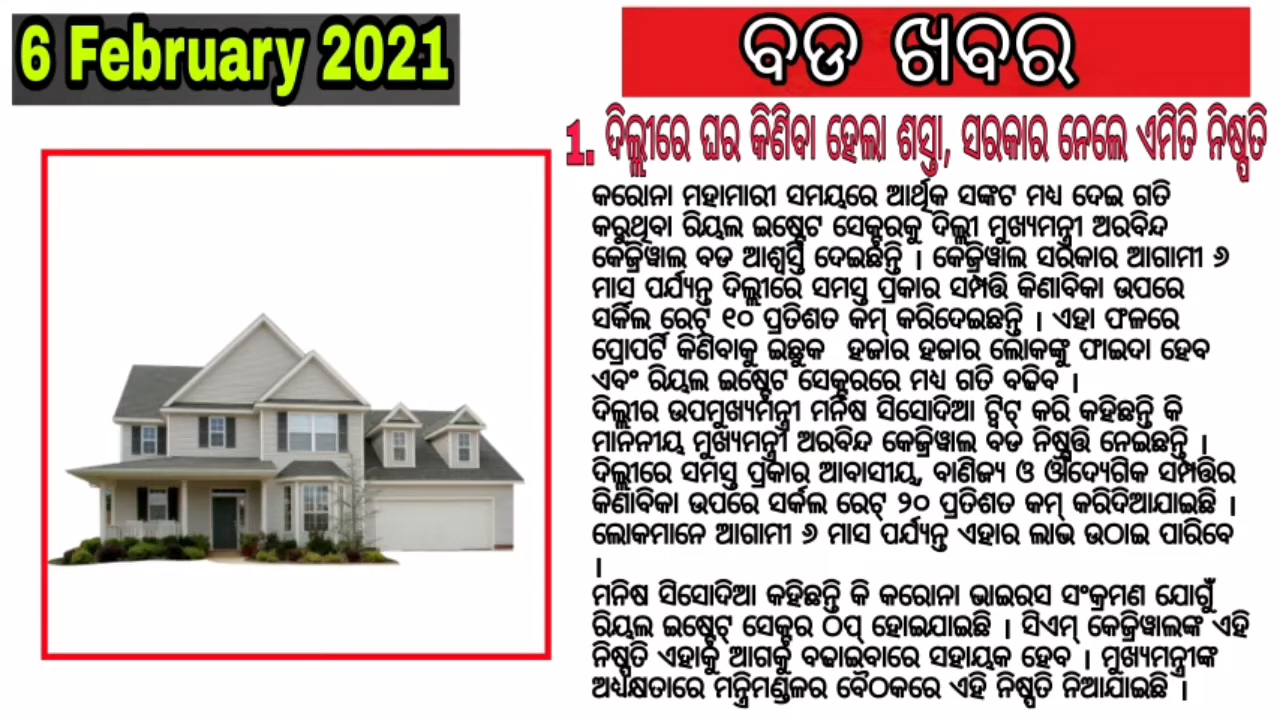 6 February 2021
ବଡ ଖବର
1. ଦିଲ୍ଲୀରେ ଘର କିଣିବା ହେଲା ଶସ୍ତା, ସରକାର ନେଲେ ଏମିତି ନିଷ୍ପତି
କରୋନା ମହାମାରୀ ସମୟରେ ଆର୍ଥିକ ସଙ୍କଟ ମଧ୍ୟ ଦେଇ ଗତି
କରୁଥିବା ରିୟଲ ଇଷ୍ଟେଟ ସେକ୍ଟରକୁ ଦିଲ୍ଲୀ ମୁଖ୍ୟମନ୍ତ୍ରୀ ଅରବିନ୍ଦ
କେଜ୍ରିୱାଲ ବଡ ଆଶ୍ୱସ୍ତି ଦେଇଛନ୍ତି । କେଜ୍ରିୱାଲ ସରକାର ଆଗାମୀ ୬
ମାସ ପର୍ଯ୍ୟନ୍ତ ଦିଲ୍ଲୀରେ ସମସ୍ତ ପ୍ରକାର ସମ୍ପତ୍ତି କିଣାବିକା ଉପରେ
ସର୍କିଲ ରେଟ୍ ୧୦ ପ୍ରତିଶତ କମ୍ କରିଦେଇଛନ୍ତି । ଏହା ଫଳରେ
ପ୍ରୋପର୍ଟି କିଣିବାକୁ ଇଛୁକ ହଜାର ହଜାର ଲୋକଙ୍କୁ ଫାଇଦା ହେବ
ଏବଂ ରିୟଲ ଇଷ୍ଟେଟ ସେକ୍ଟରରେ ମଧ୍ୟ ଗତି ବଢିବ ।
ଦିଲ୍ଲୀର ଉପମୁଖ୍ୟମନ୍ତ୍ରୀ ମନିଷ ସିସୋଦିଆ ଟ୍ୱିଟ୍ କରି କହିଛନ୍ତି କି
ମାନନୀୟ ମୁଖ୍ୟମନ୍ତ୍ରୀ ଅରବିନ୍ଦ କେଜ୍ରିୱାଲ ବଡ ନିଷ୍ପତ୍ତି ନେଇଛନ୍ତି ।
ଦିଲ୍ଲୀରେ ସମସ୍ତ ପ୍ରକାର ଆବାସୀୟ, ବାଣିଜ୍ୟ ଓ ଔଦ୍ୟୋଗିକ ସମ୍ପତ୍ତିର
କିଣାବିକା ଉପରେ ସର୍କଲ ରେଟ୍ ୨୦ ପ୍ରତିଶତ କମ୍ କରିଦିଆଯାଇଛି ।
ଲୋକମାନେ ଆଗାମୀ ୬ ମାସ ପର୍ଯ୍ୟନ୍ତ ଏହାର ଲାଭ ଉଠାଇ ପାରିବେ
।
ମନିଷ ସିସୋଦିଆ କହିଛନ୍ତି କି କରୋନା ଭାଇରସ ସଂକ୍ରମଣ ଯୋଗୁଁ
ରିୟଲ ଇଷ୍ଟେଟ୍ ସେକ୍ଟର ଠପ୍ ହୋଇଯାଇଛି । ସିଏମ୍ କେଜ୍ରିୱାଲଙ୍କ ଏହି
ନିଷ୍ପତି ଏହାକୁ ଆଗକୁ ବଢାଇବାରେ ସହାୟକ ହେବ । ମୁଖ୍ୟମନ୍ତ୍ରୀଙ୍କ
ଅଧ୍ୟକ୍ଷତାରେ ମନ୍ତ୍ରିମଣ୍ଡଳର ବୈଠକରେ ଏହି ନିଷ୍ପତି ନିଆଯାଇଛି ।